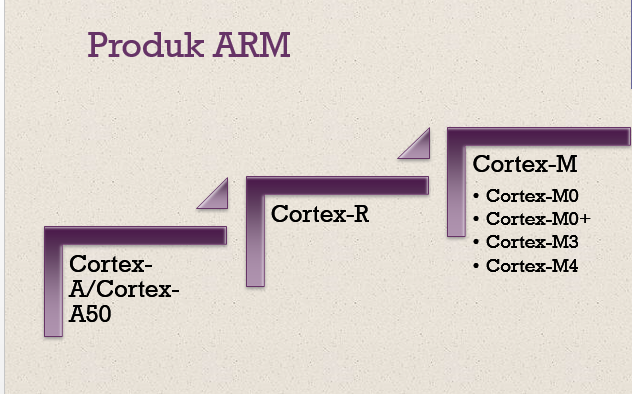 Produk ARM
Cortex-
A/Cortex-
A50
Cortex-R
Cortex-M
• Cortex-M0
• Cortex-M0+
• Cortex-M3
• Cortex-M4